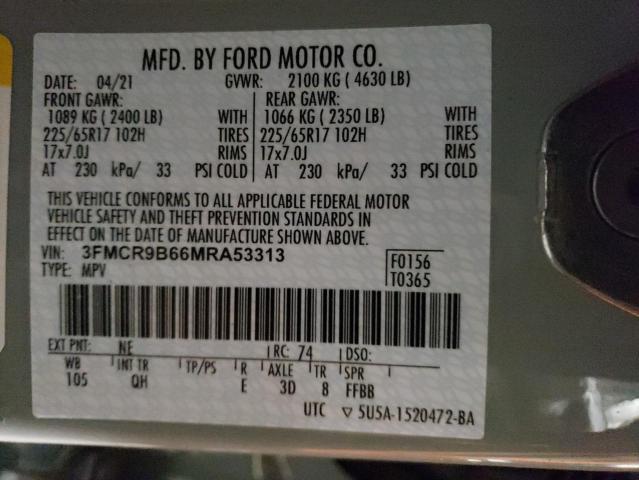 MFD. BY FORD MOTOR CO.
DATE: 04/21 GVWR: 2100 KG ( 4630 LB)
FRONT GAWR: REAR GAWR:
1089 KG ( 2400 LB) WITH 1066 KG ( 2350 LB) WITH
225/65R17 102H TIRES 225/65R17 102H TIRES
17x7.0J RIMS 17x7.0J RIMS
AT 230 kPa/ 33 PSI COLD AT 230 kPa/ 33 PSI COLD
THIS VEHICLE CONFORMS TO ALL APPLICABLE FEDERAL MOTOR
VEHICLE SAFETY AND THEFT PREVENTION STANDARDS IN
EFFECT ON THE DATE OF MANUFACTURE SHOWN ABOVE.
VIN: 3FMCR9B66MRA53313 F0156
TYPE: MPV T0365
EXT PNT: NE RC: 74 DSO:
WB INT TR TP/PS R AXLE TR SPR
105 QH E 3D 8 FFBB
UTC ▽ 5U5A-1520472-BA